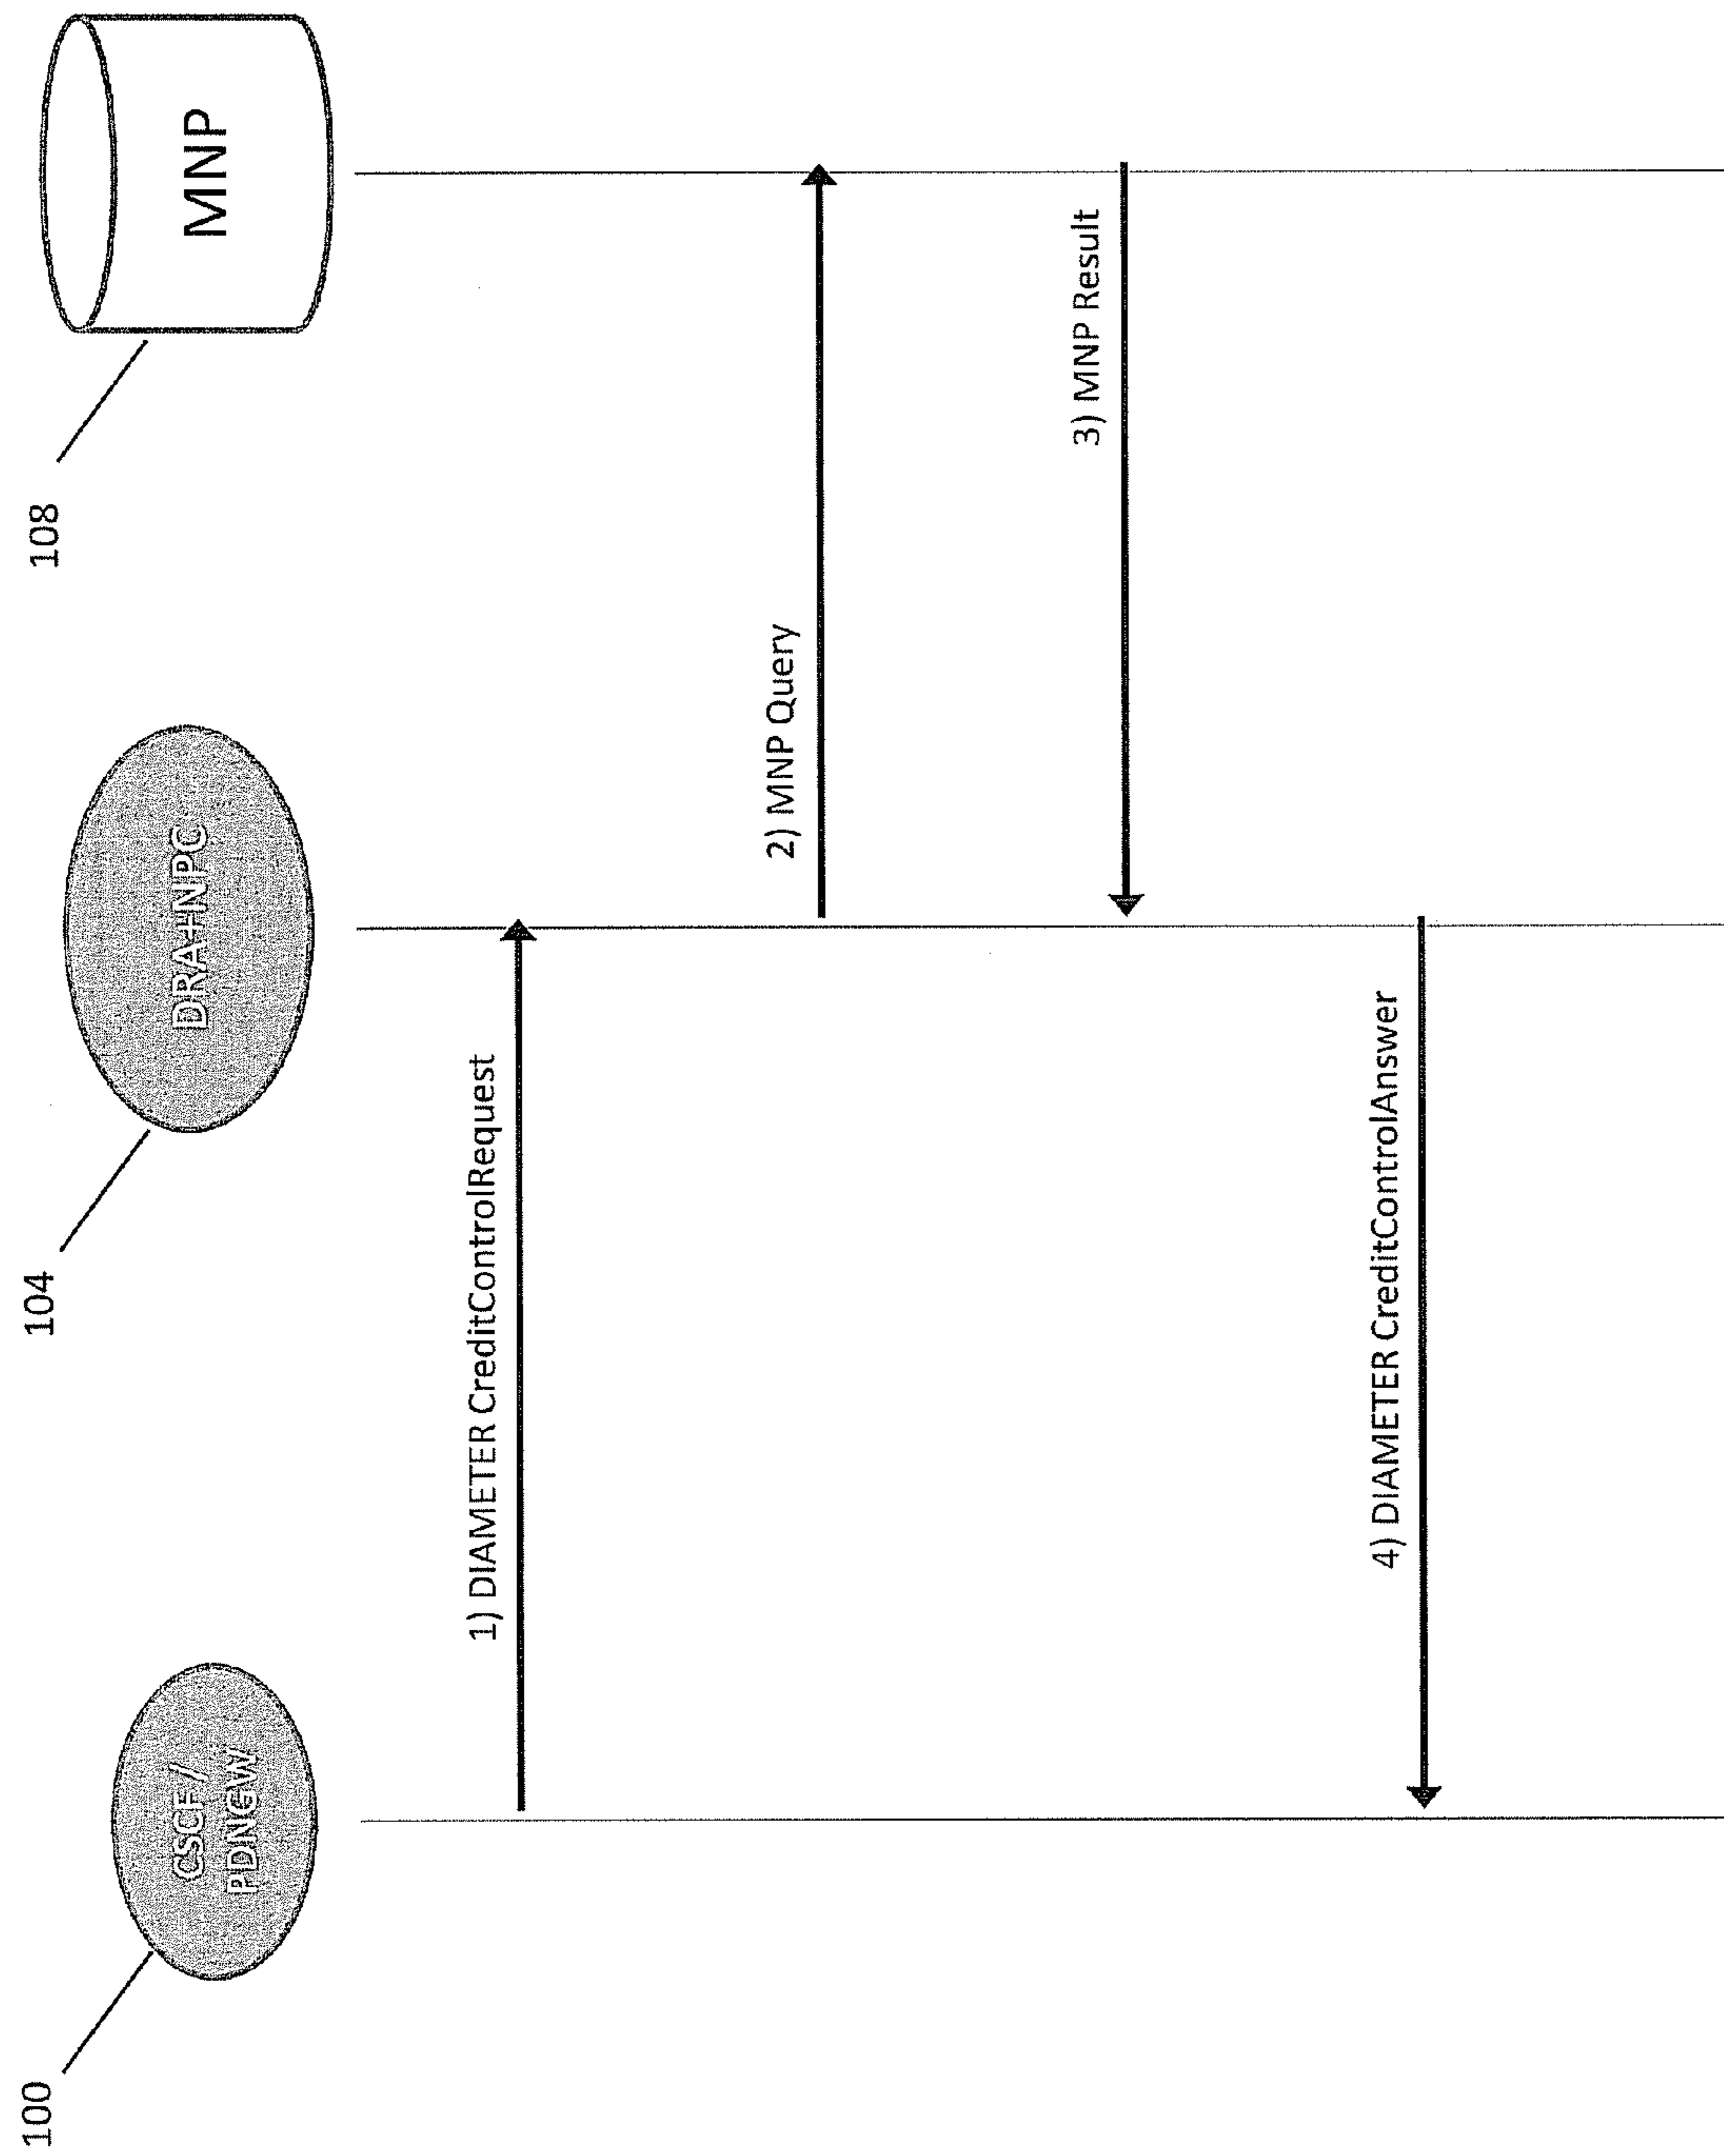 100
CSCF /
PDNGW
104
DRA+NPC
108
MNP
1) DIAMETER CreditControlRequest
2) MNP Query
3) MNP Result
4) DIAMETER CreditControlAnswer